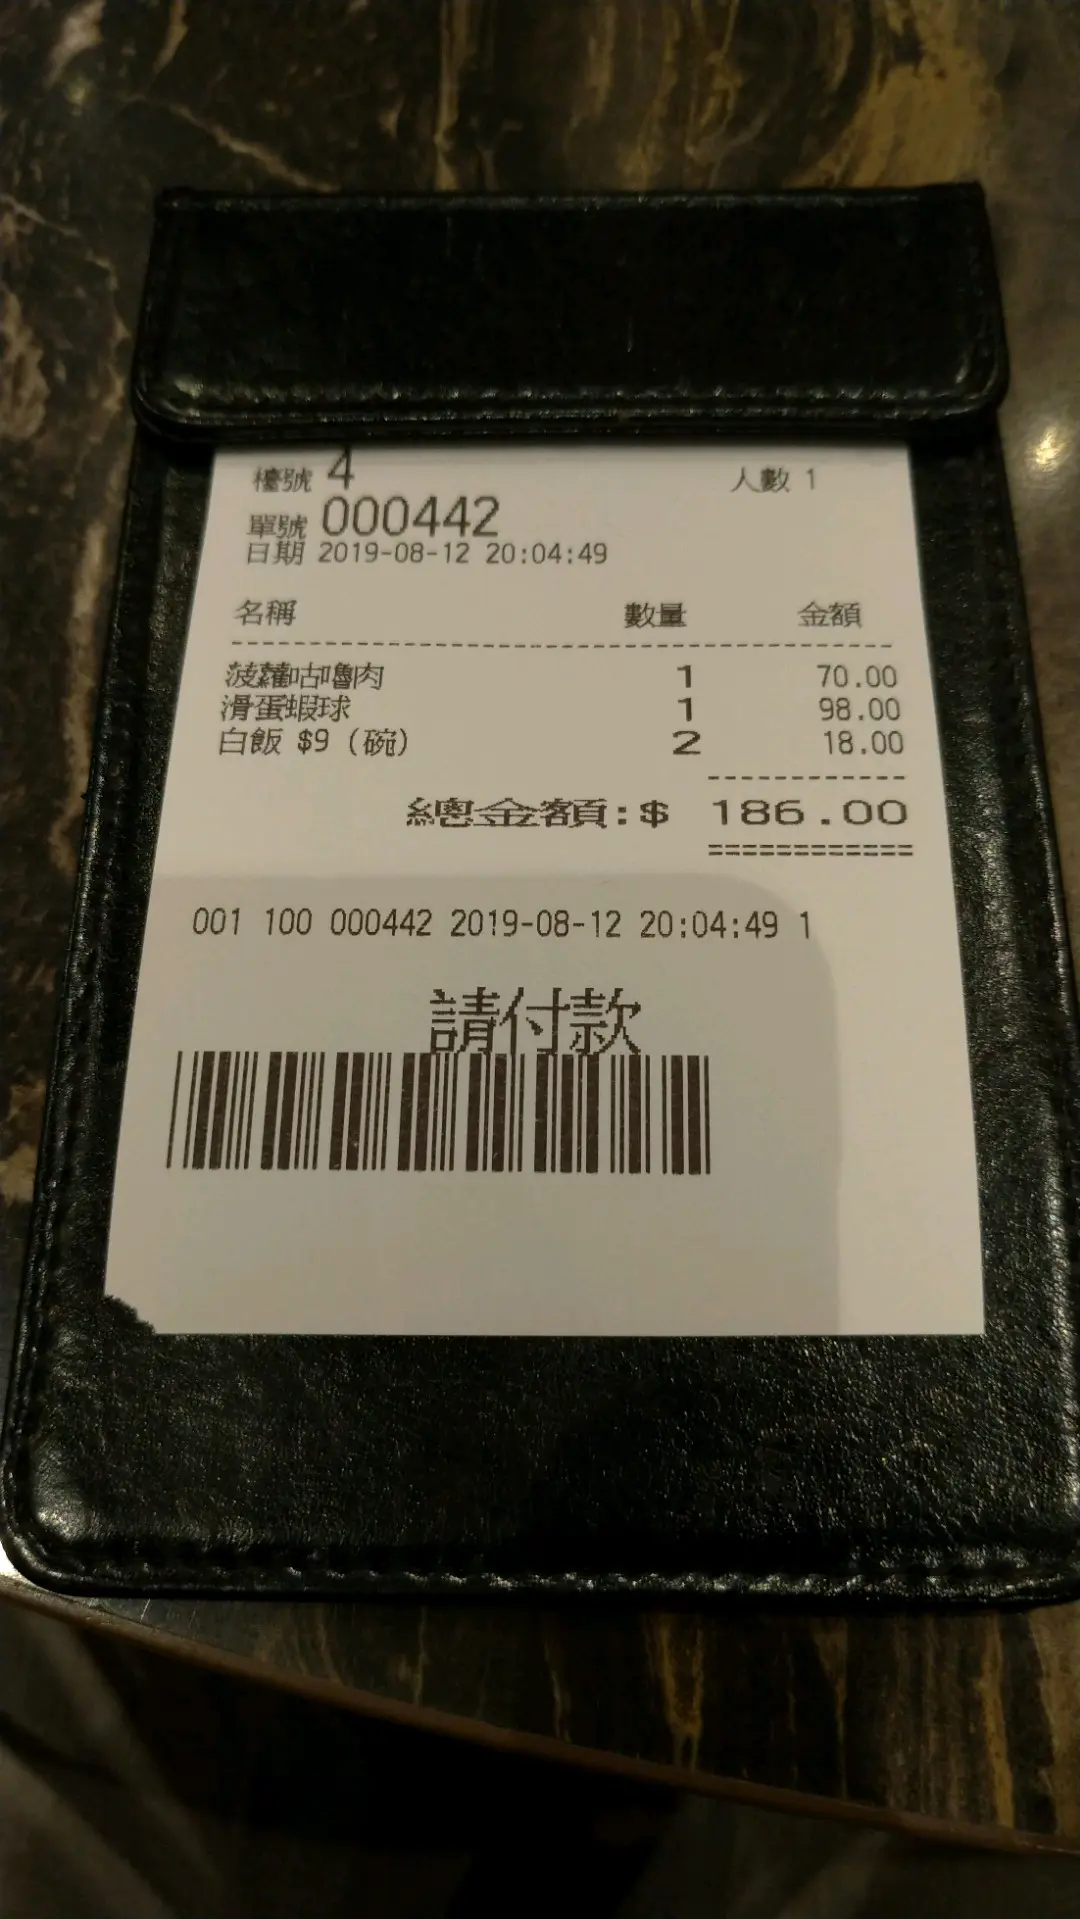 檯號 4 人數 1
單號 000442
日期 2019-08-12 20:04:49
名稱 數量 金額
菠蘿咕嚕肉 1 70.00
滑蛋蝦球 1 98.00
白飯 $9 (碗) 2 18.00
總金額:$ 186.00
001 100 000442 2019-08-12 20:04:49 1
請付款